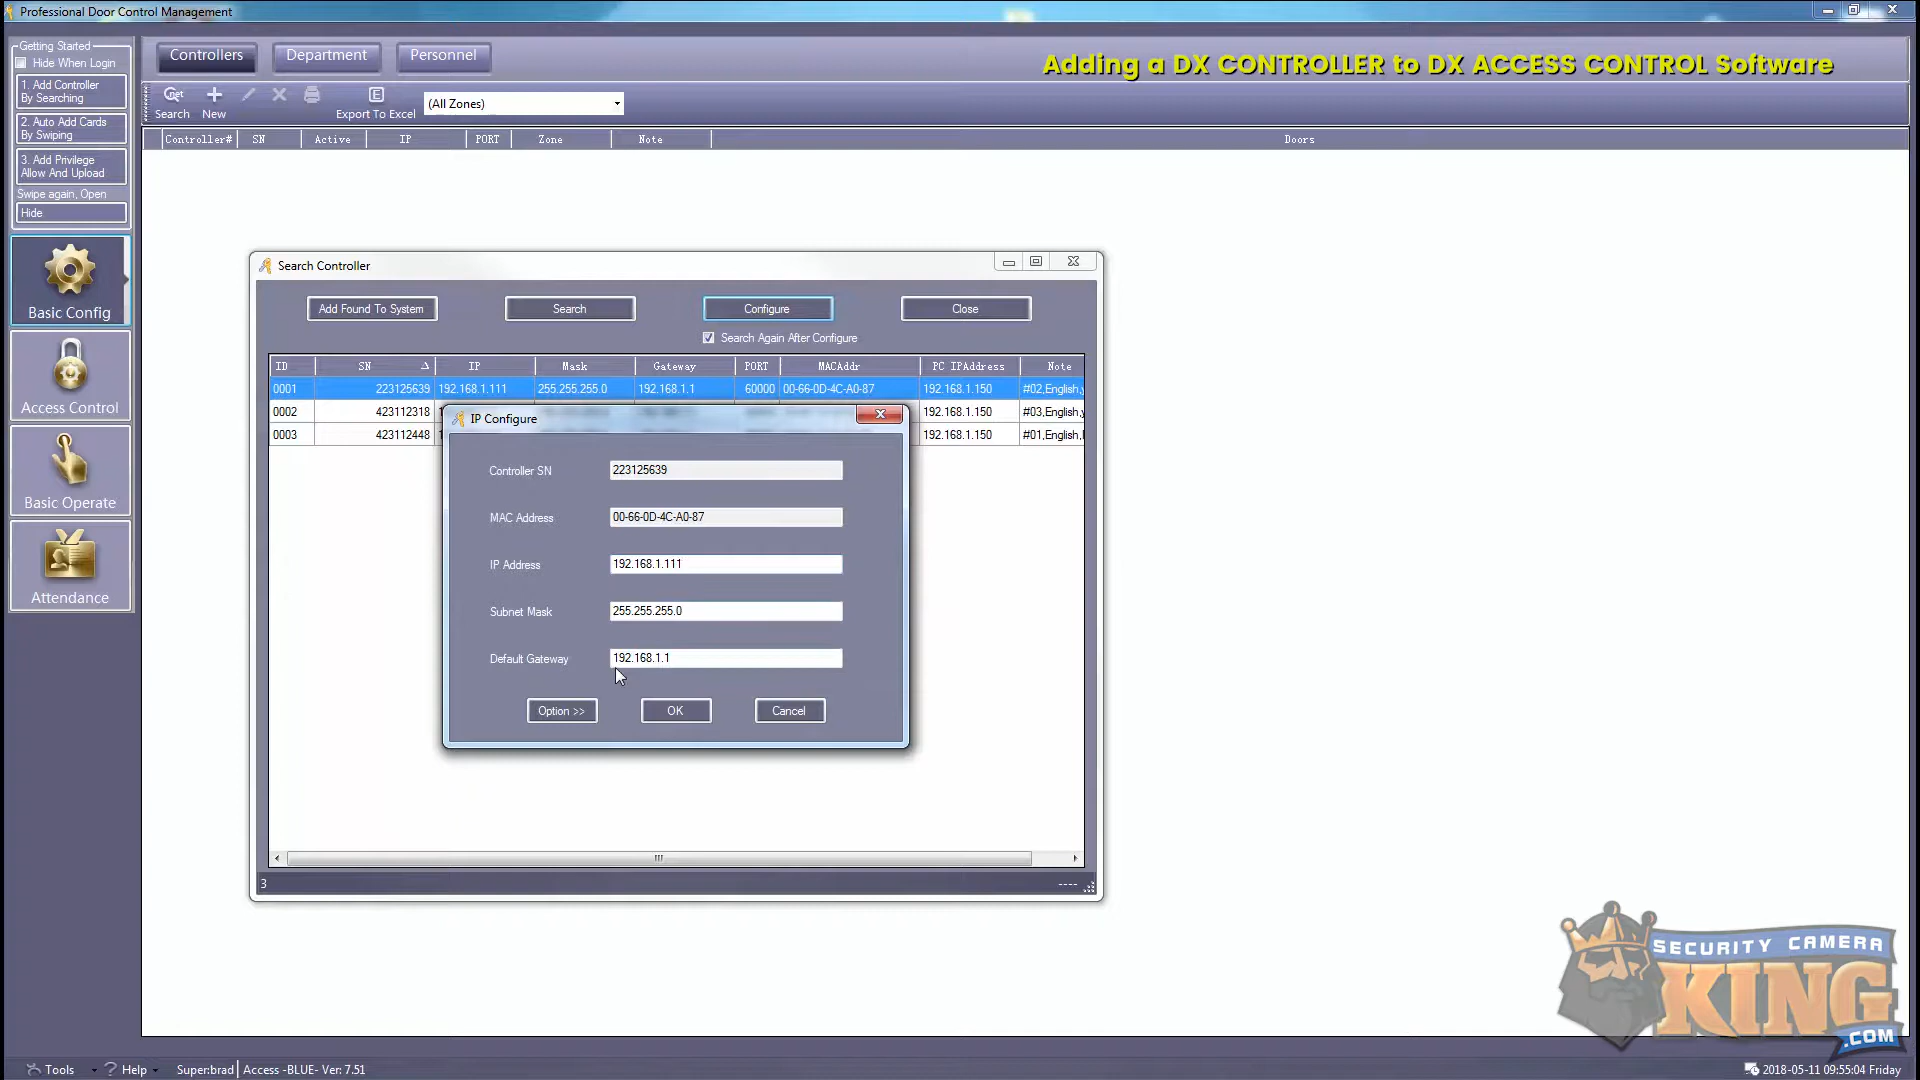 Professional Door Control Management
Getting Started
Hide When Login
1. Add Controller
By Searching
2. Auto Add Cards
By Swiping
3. Add Privilege
Allow And Upload
Swipe again, Open
Hide
Basic Config
Access Control
Basic Operate
Attendance
Controllers Department Personnel
Adding a DX CONTROLLER to DX ACCESS CONTROL Software
Search New Export To Excel (All Zones)
Controller# SN Active IP PORT Zone Note Doors
Search Controller
Add Found To System Search Configure Close
Search Again After Configure
ID SN IP Mask Gateway PORT MACAddr PC IPAddress Note
0001 223125639 192.168.1.111 255.255.255.0 192.168.1.1 60000 00-66-0D-4C-A0-87 192.168.1.150 #02,English,
0002 423112318 192.168.1.150 #03,English,
0003 423112448 192.168.1.150 #01,English,
IP Configure
Controller SN 223125639
MAC Address 00-66-0D-4C-A0-87
IP Address 192.168.1.111
Subnet Mask 255.255.255.0
Default Gateway 192.168.1.1
Option >> OK Cancel
3 ----
SECURITY CAMERA
KING
.COM
Tools Help Super:brad Access -BLUE- Ver: 7.51 2018-05-11 09:55:04 Friday